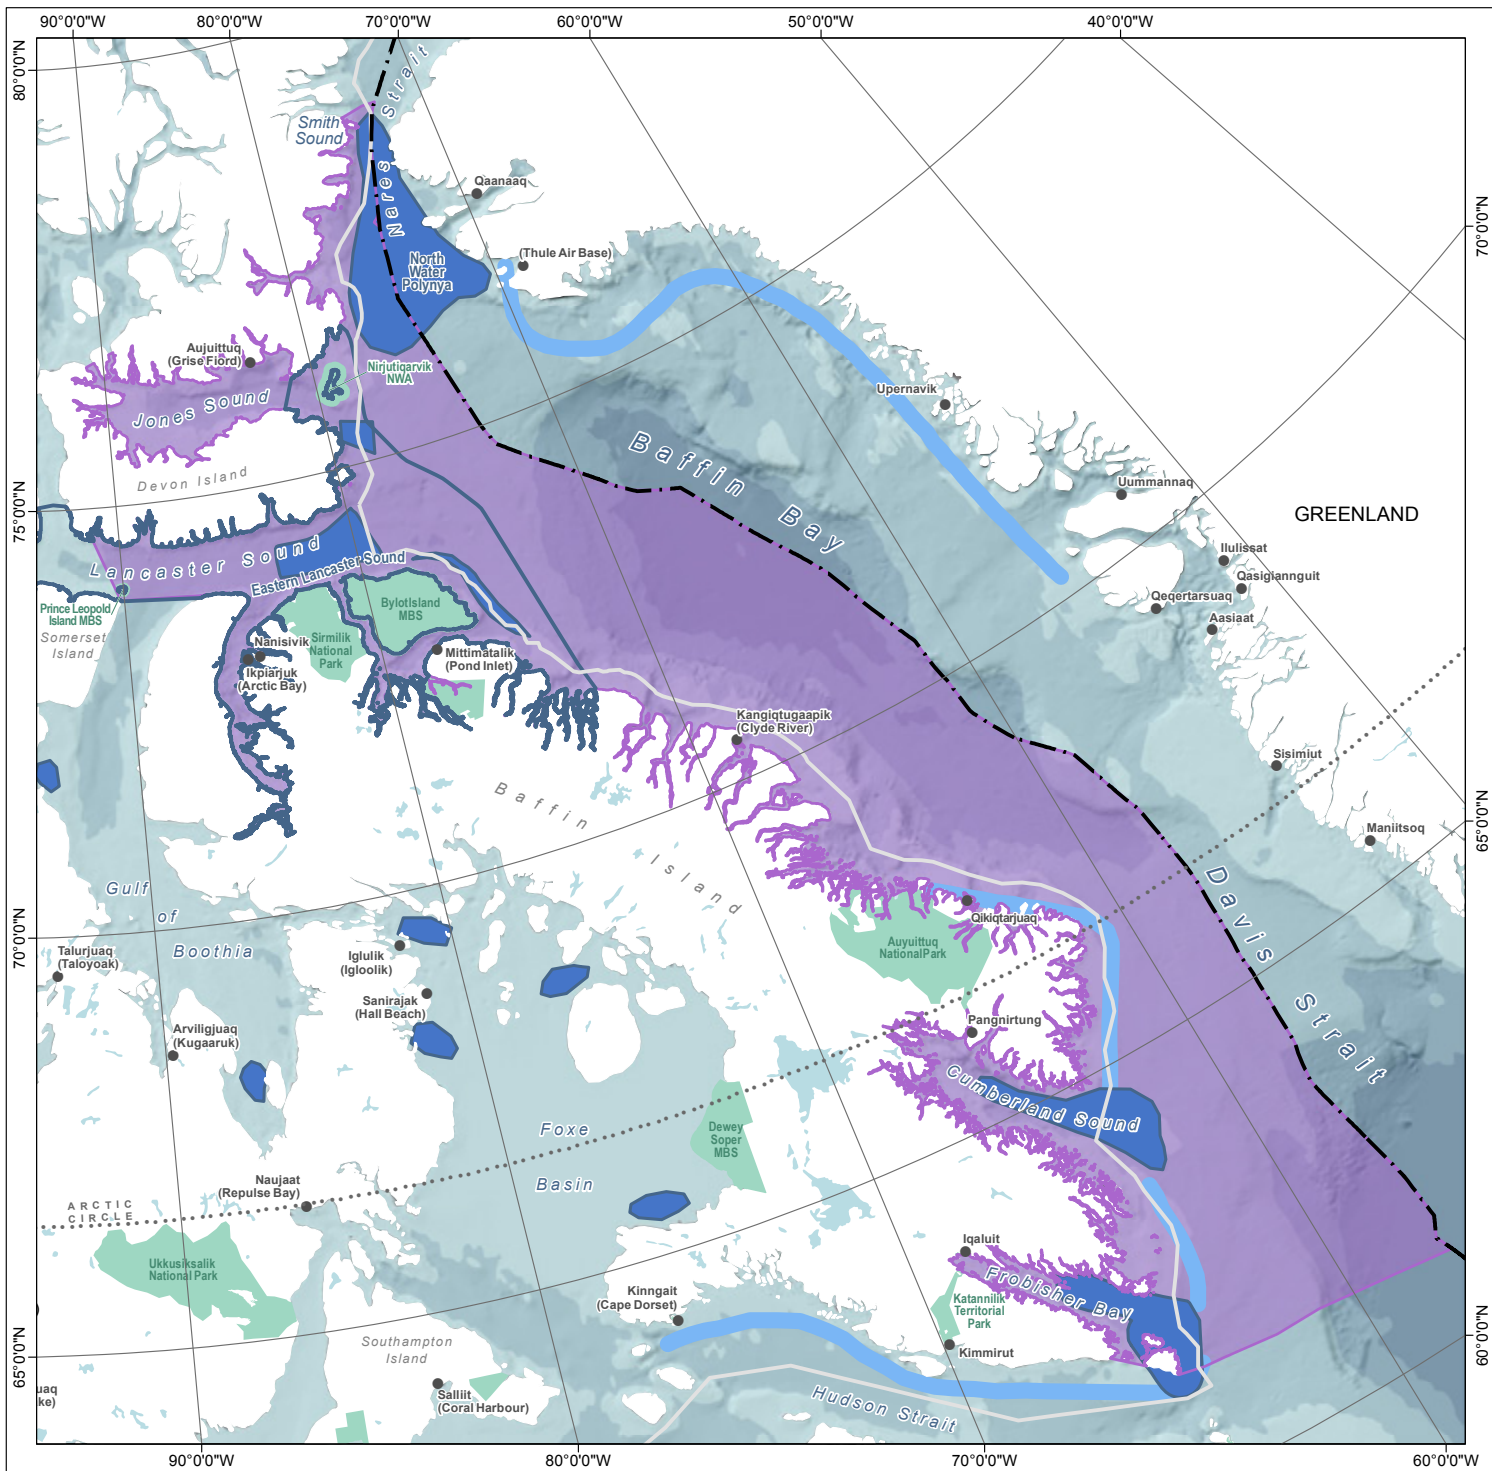 90°0'0"W
80°0'0"W
70°0'0"W
60°0'0"W
50°0'0"W
40°0'0"W
80°0'0"N
75°0'0"N
70°0'0"N
65°0'0"N
70°0'0"N
65°0'0"N
60°0'0"N
90°0'0"W
80°0'0"W
70°0'0"W
60°0'0"W
Nares Strait
Smith
Sound
Qaanaaq
(Thule Air Base)
North
Water
Polynya
Aujuittuq
(Grise Fiord)
Nirjutiqarvik
NWA
Jones Sound
Devon Island
Upernavik
Baffin Bay
Uummannaq
GREENLAND
Ilulissat
Qasigiannguit
Qeqertarsuaq
Aasiaat
Lancaster Sound
Eastern Lancaster Sound
Prince Leopold
Island MBS
Somerset
Island
BylotIsland
MBS
Sirmilik
National
Park
Nanisivik
Ikpiarjuk
(Arctic Bay)
Mittimatalik
(Pond Inlet)
Kangiqtugaapik
(Clyde River)
Sisimiut
Maniitsoq
Baffin Island
Gulf
of
Boothia
Talurjuaq
(Taloyoak)
Iglulik
(Igloolik)
Sanirajak
(Hall Beach)
Arviligjuaq
(Kugaaruk)
Qikiqtarjuaq
Auyuittuq
NationalPark
Pangnirtung
Davis Strait
Cumberland Sound
Dewey
Soper
MBS
Foxe
Basin
Naujaat
(Repulse Bay)
ARCTIC
CIRCLE
Ukkusiksalik
National Park
Iqaluit
Frobisher Bay
Katannilik
Territorial
Park
Kinngait
(Cape Dorset)
Kimmirut
Southampton
Island
Salliit
(Coral Harbour)
Hudson Strait
uaq
ke)